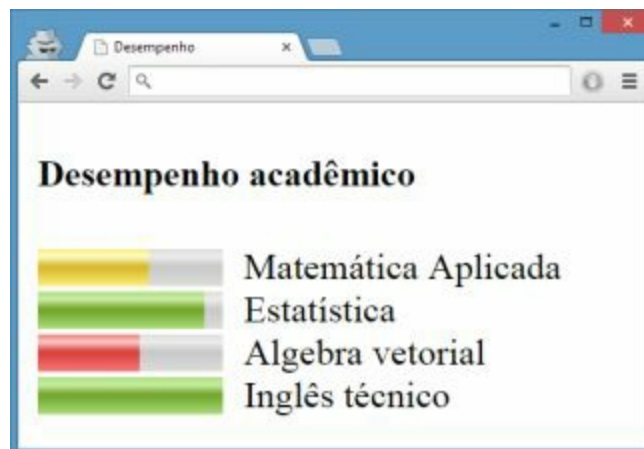 Desempenho
Desempenho acadêmico
Matemática Aplicada
Estatística
Algebra vetorial
Inglês técnico